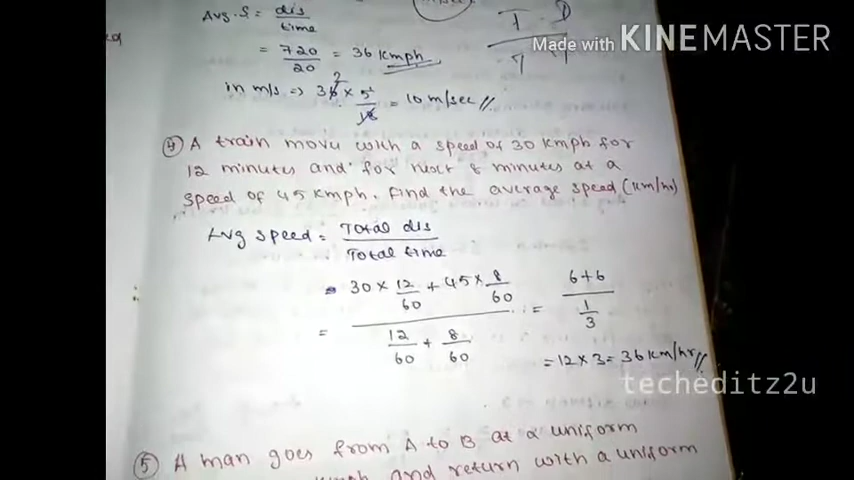 Avg. S = dis / time
= 720 / 20 = 36 kmph
in m/s => 36 × 5 / 18 = 10 m/sec //
T D
Made with KINEMASTER
④ A train move with a speed of 30 kmph for
12 minutes and for next 8 minutes at a
speed of 45 kmph. Find the average speed (km/hr)
Avg speed = Total dis / Total time
= 30 × 12/60 + 45 × 8/60 / 12/60 + 8/60 = 6+6 / 1/3
= 12 × 3 = 36 km/hr //
techeditz2u
⑤ A man goes from A to B at a uniform
kmph and return with a uniform